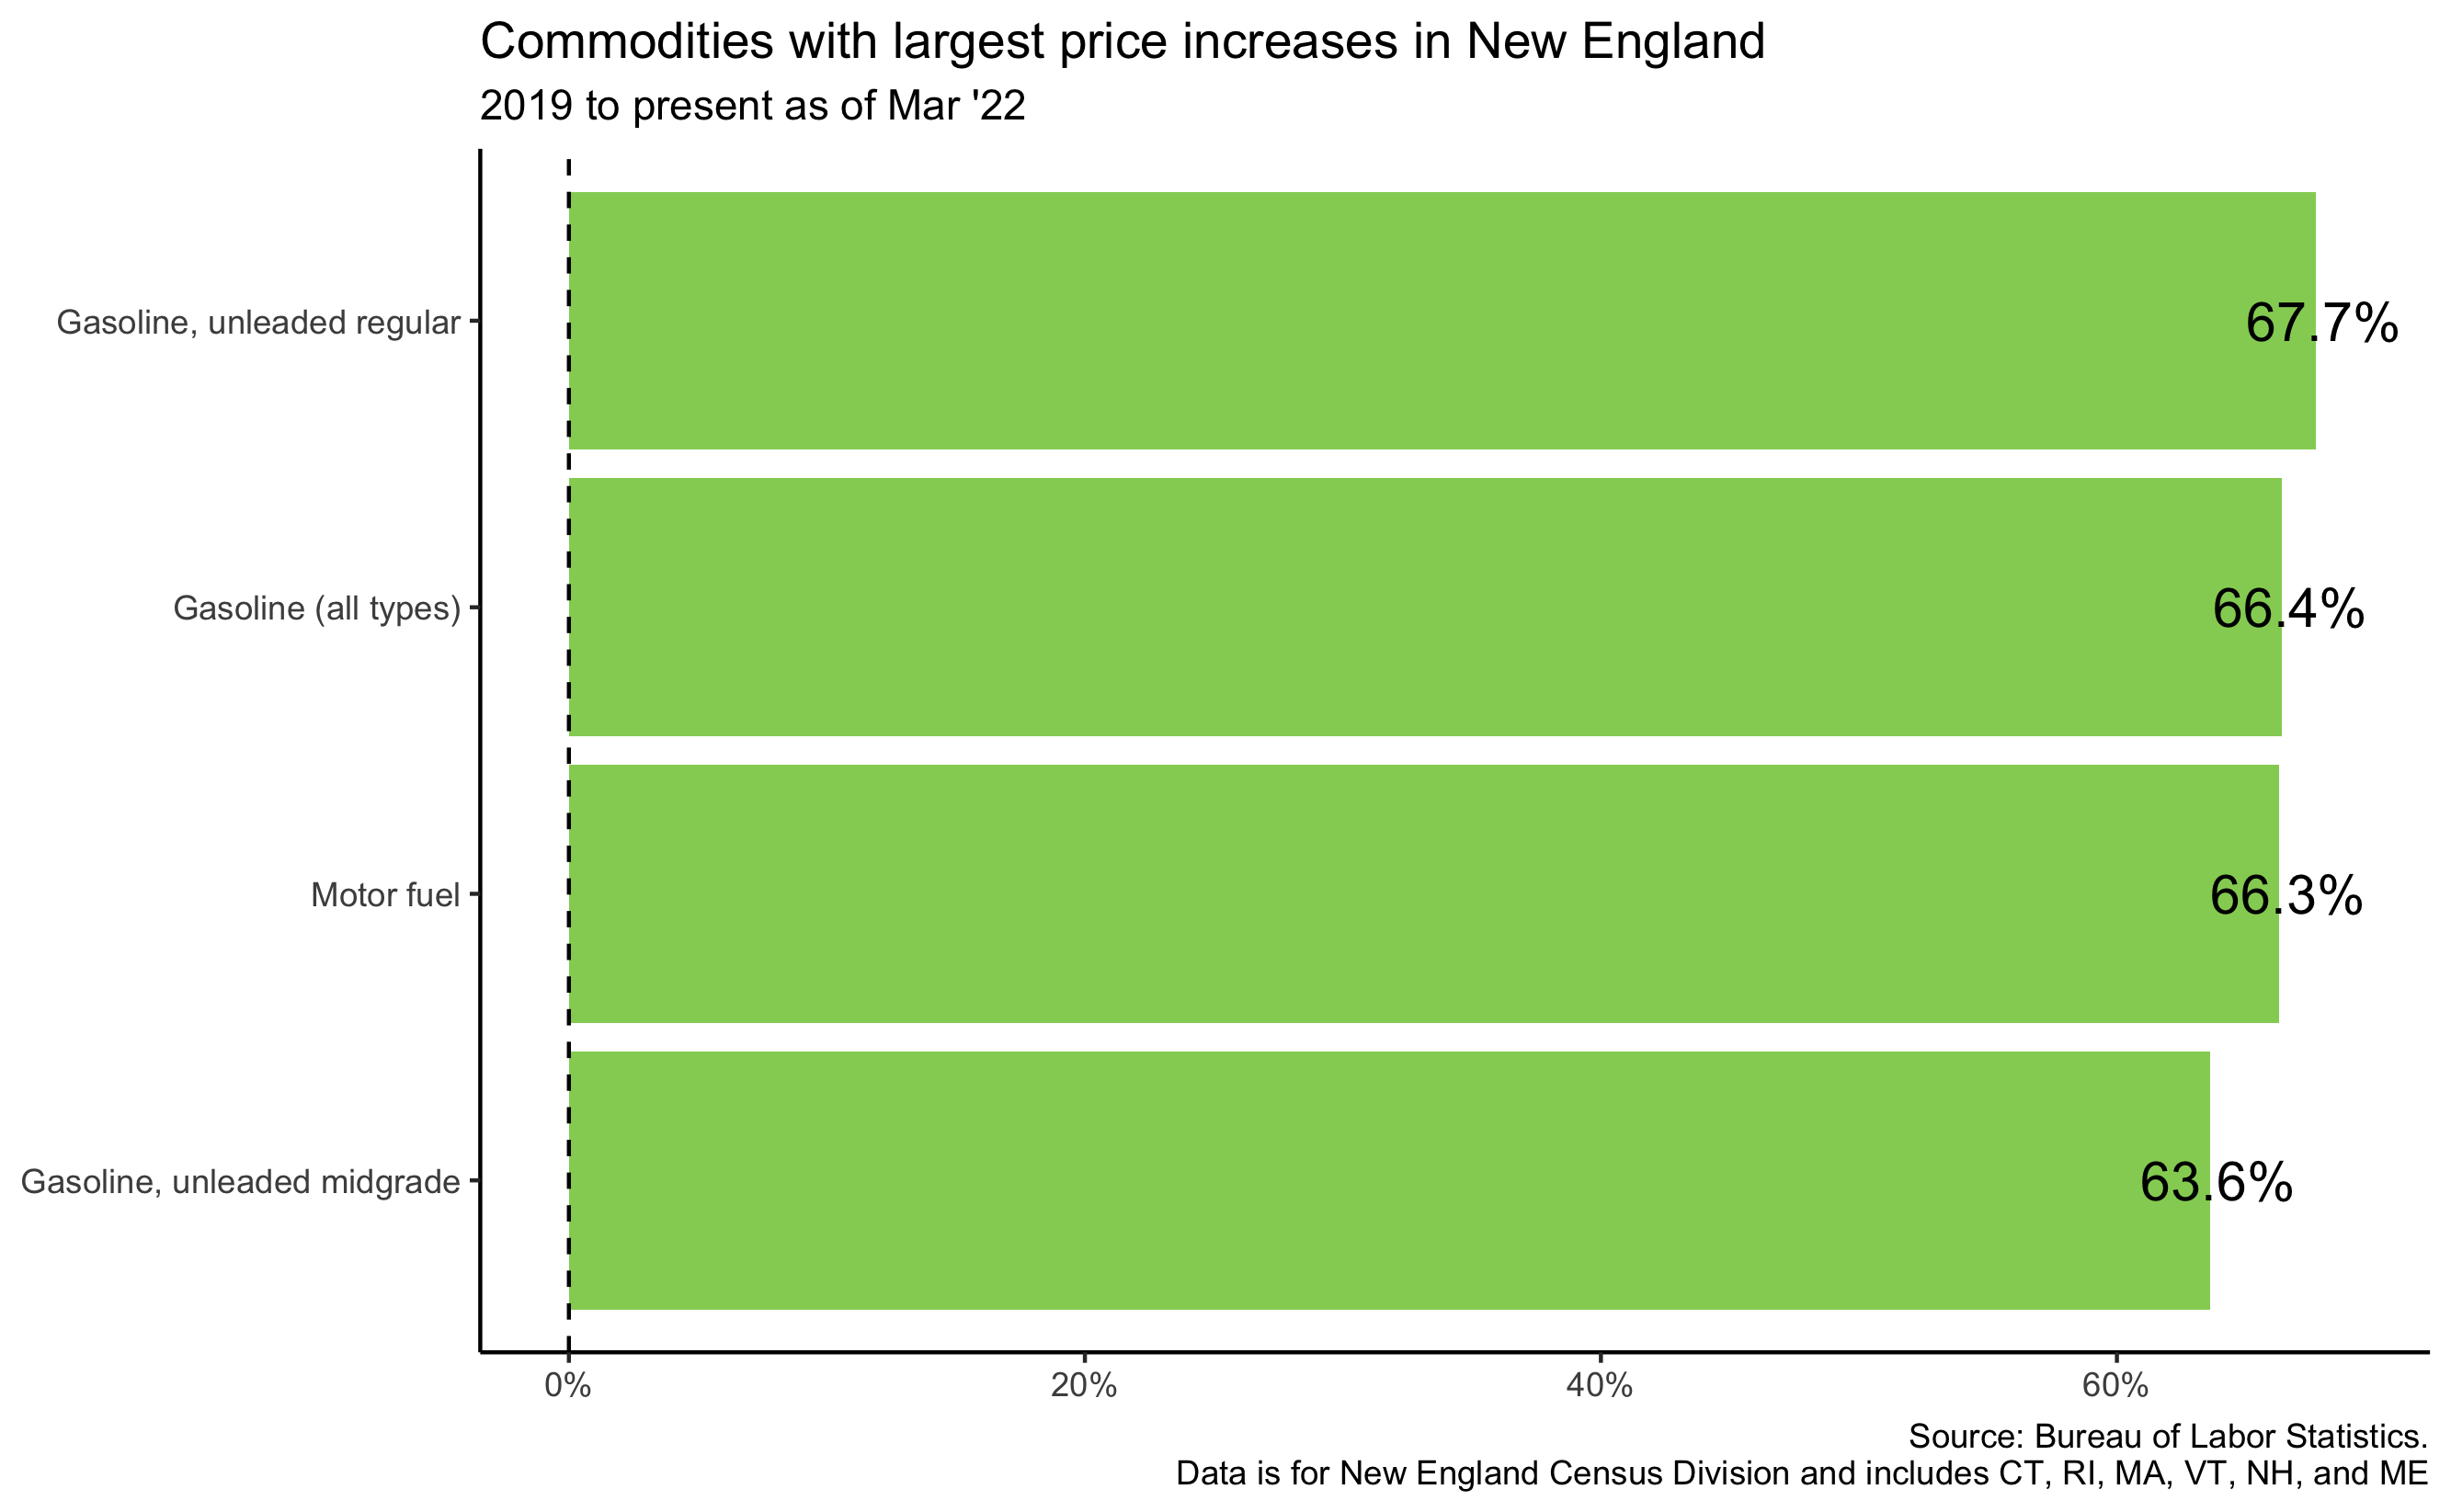 Commodities with largest price increases in New England
2019 to present as of Mar '22
Gasoline, unleaded regular
67.7%
Gasoline (all types)
66.4%
Motor fuel
66.3%
Gasoline, unleaded midgrade
63.6%
0% 20% 40% 60%
Source: Bureau of Labor Statistics.
Data is for New England Census Division and includes CT, RI, MA, VT, NH, and ME